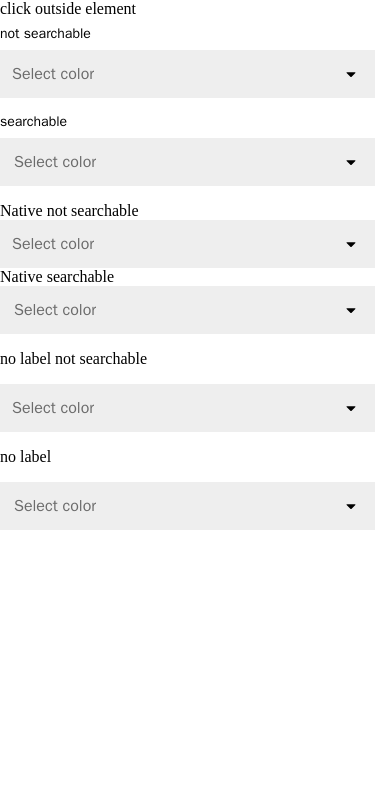 click outside element
not searchable
Select color
searchable
Select color
Native not searchable
Select color
Native searchable
Select color
no label not searchable
Select color
no label
Select color